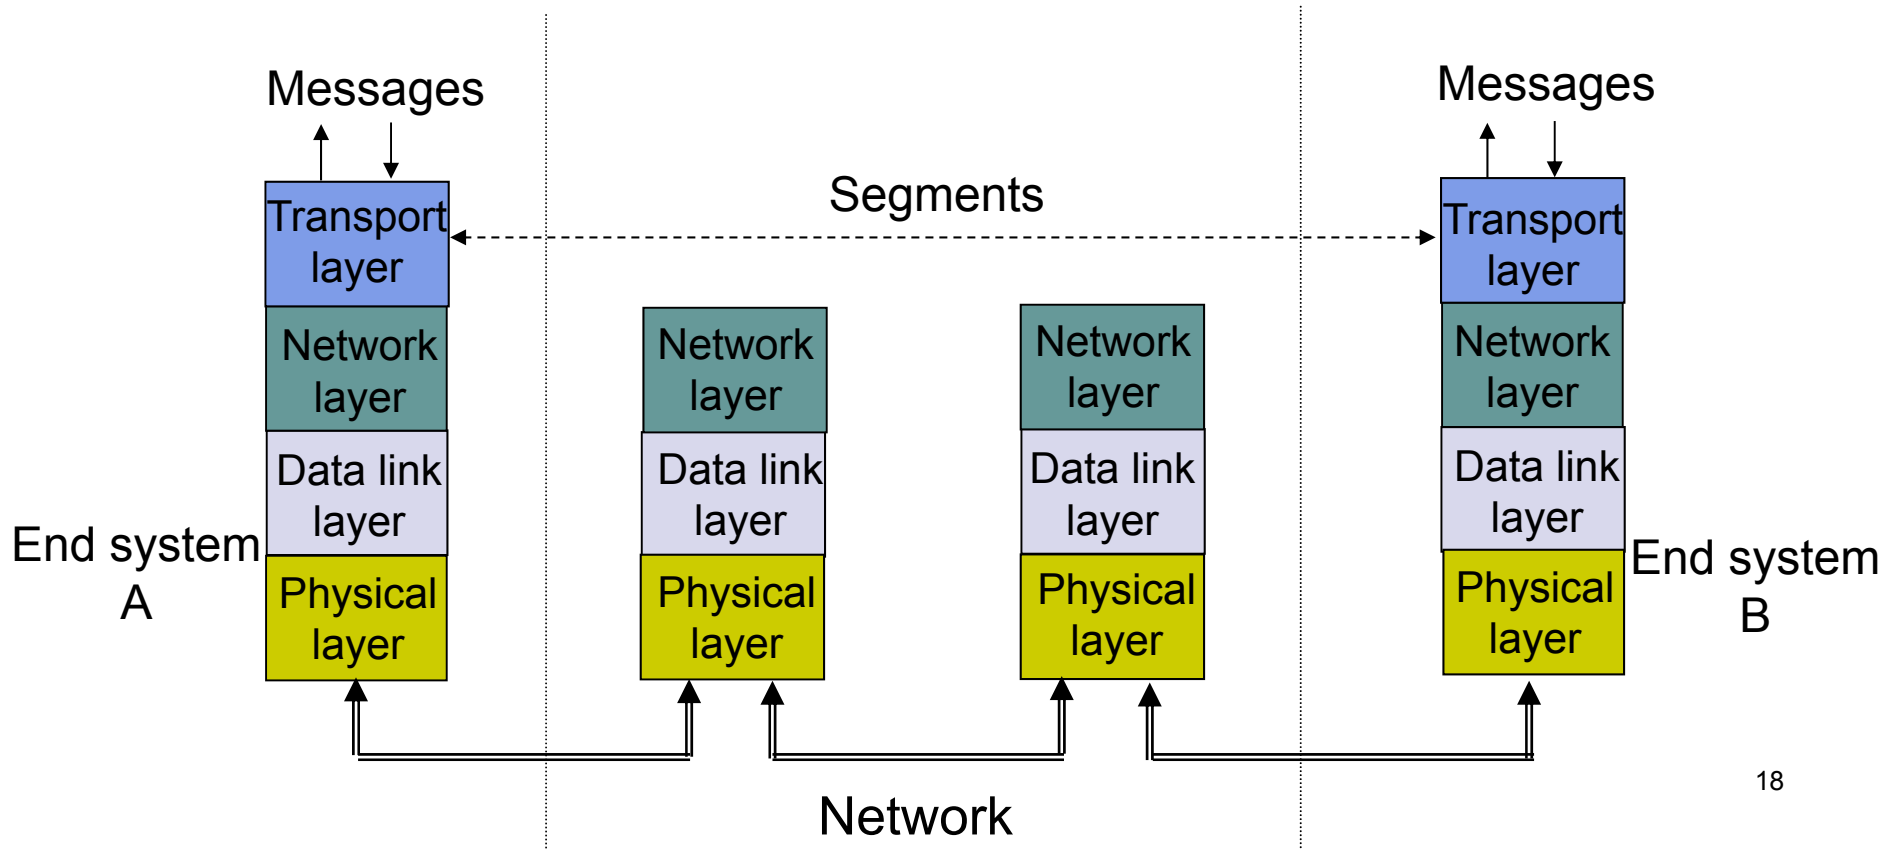 Messages
Messages
Segments
Transport
layer
Transport
layer
Network
layer
Network
layer
Network
layer
Network
layer
Data link
layer
Data link
layer
Data link
layer
Data link
layer
End system
A
End system
B
Physical
layer
Physical
layer
Physical
layer
Physical
layer
Network
18